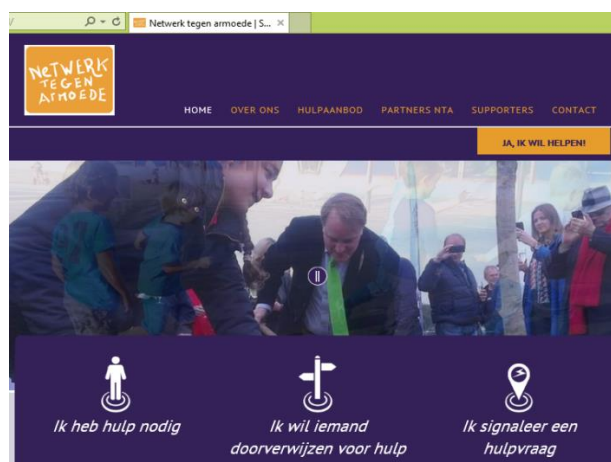 Netwerk tegen armoede | S...
NETWERK
TEGEN
ARMOEDE
HOME OVER ONS HULPAANBOD PARTNERS NTA SUPPORTERS CONTACT
JA, IK WIL HELPEN!
Ik heb hulp nodig
Ik wil iemand
doorverwijzen voor hulp
Ik signaleer een
hulpvraag